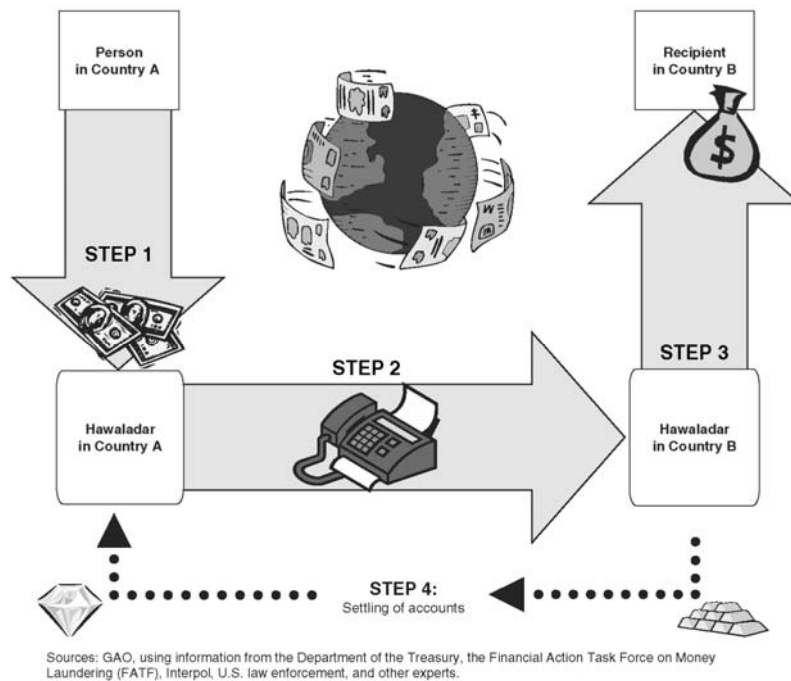 Person
in Country A
Recipient
in Country B
$
STEP 1
STEP 2
STEP 3
Hawaladar
in Country A
Hawaladar
in Country B
STEP 4:
Settling of accounts
Sources: GAO, using information from the Department of the Treasury, the Financial Action Task Force on Money
Laundering (FATF), Interpol, U.S. law enforcement, and other experts.